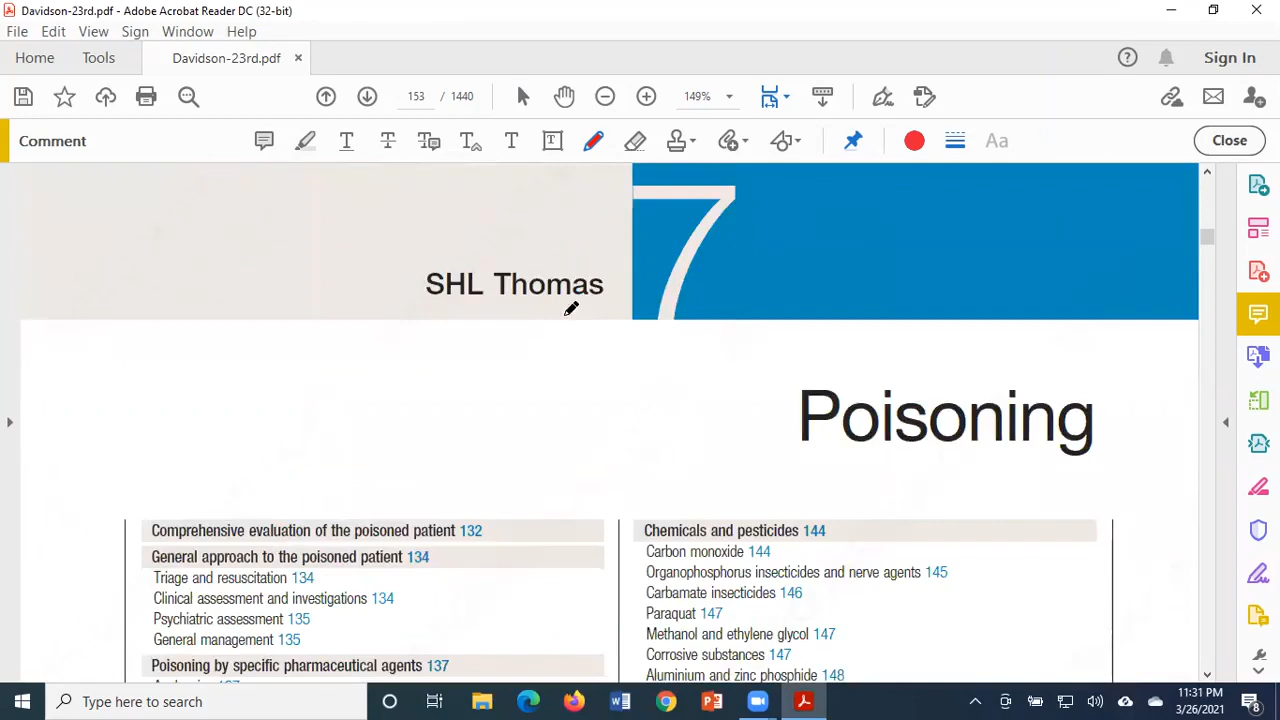 Davidson-23rd.pdf - Adobe Acrobat Reader DC (32-bit)
File Edit View Sign Window Help
Home Tools Davidson-23rd.pdf × Sign In
153 / 1440 149%
Comment Aa Close
SHL Thomas
7
Poisoning
Comprehensive evaluation of the poisoned patient 132
General approach to the poisoned patient 134
Triage and resuscitation 134
Clinical assessment and investigations 134
Psychiatric assessment 135
General management 135
Poisoning by specific pharmaceutical agents 137
Chemicals and pesticides 144
Carbon monoxide 144
Organophosphorus insecticides and nerve agents 145
Carbamate insecticides 146
Paraquat 147
Methanol and ethylene glycol 147
Corrosive substances 147
Aluminium and zinc phosphide 148
Type here to search
11:31 PM
3/26/2021
8